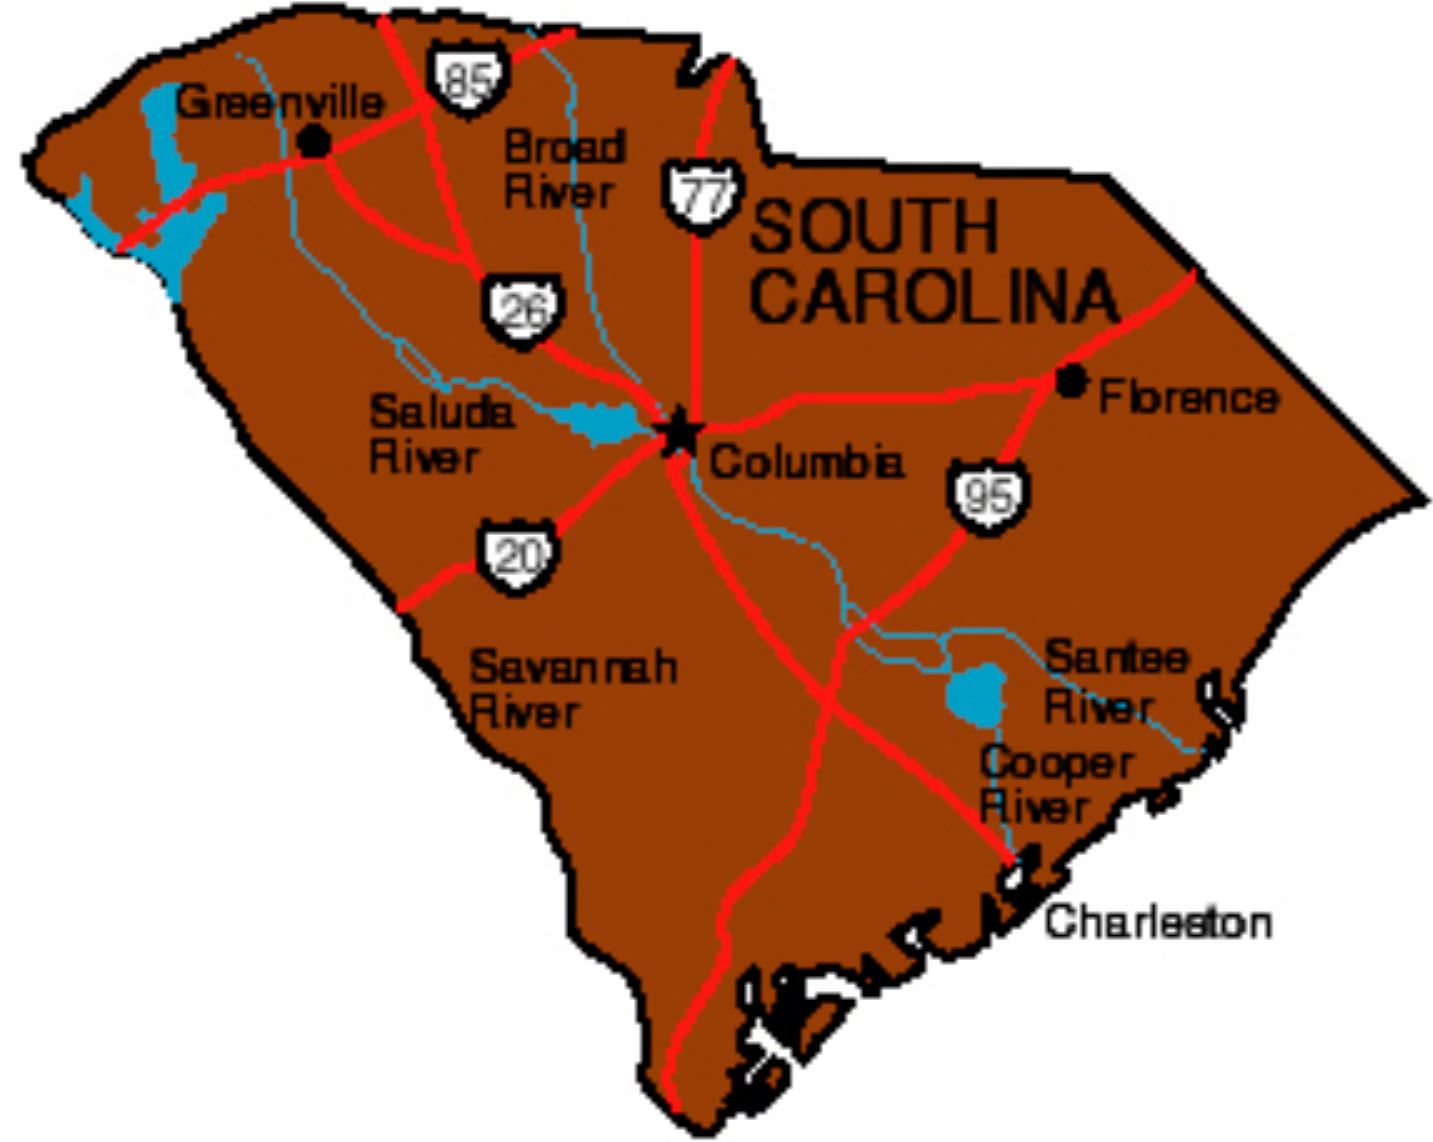 85
Greenville
Broad
River
77
SOUTH
CAROLINA
26
Saluda
River
Florence
Columbia
95
20
Savannah
River
Santee
River
Cooper
River
Charleston